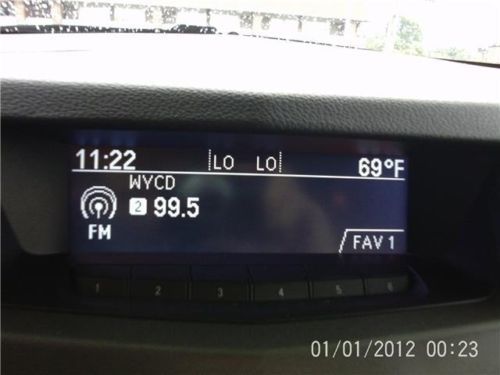 11:22 LO LO 69°F
WYCD
2 99.5
FM
FAV 1
1 2 3 4 5 6
01/01/2012 00:23